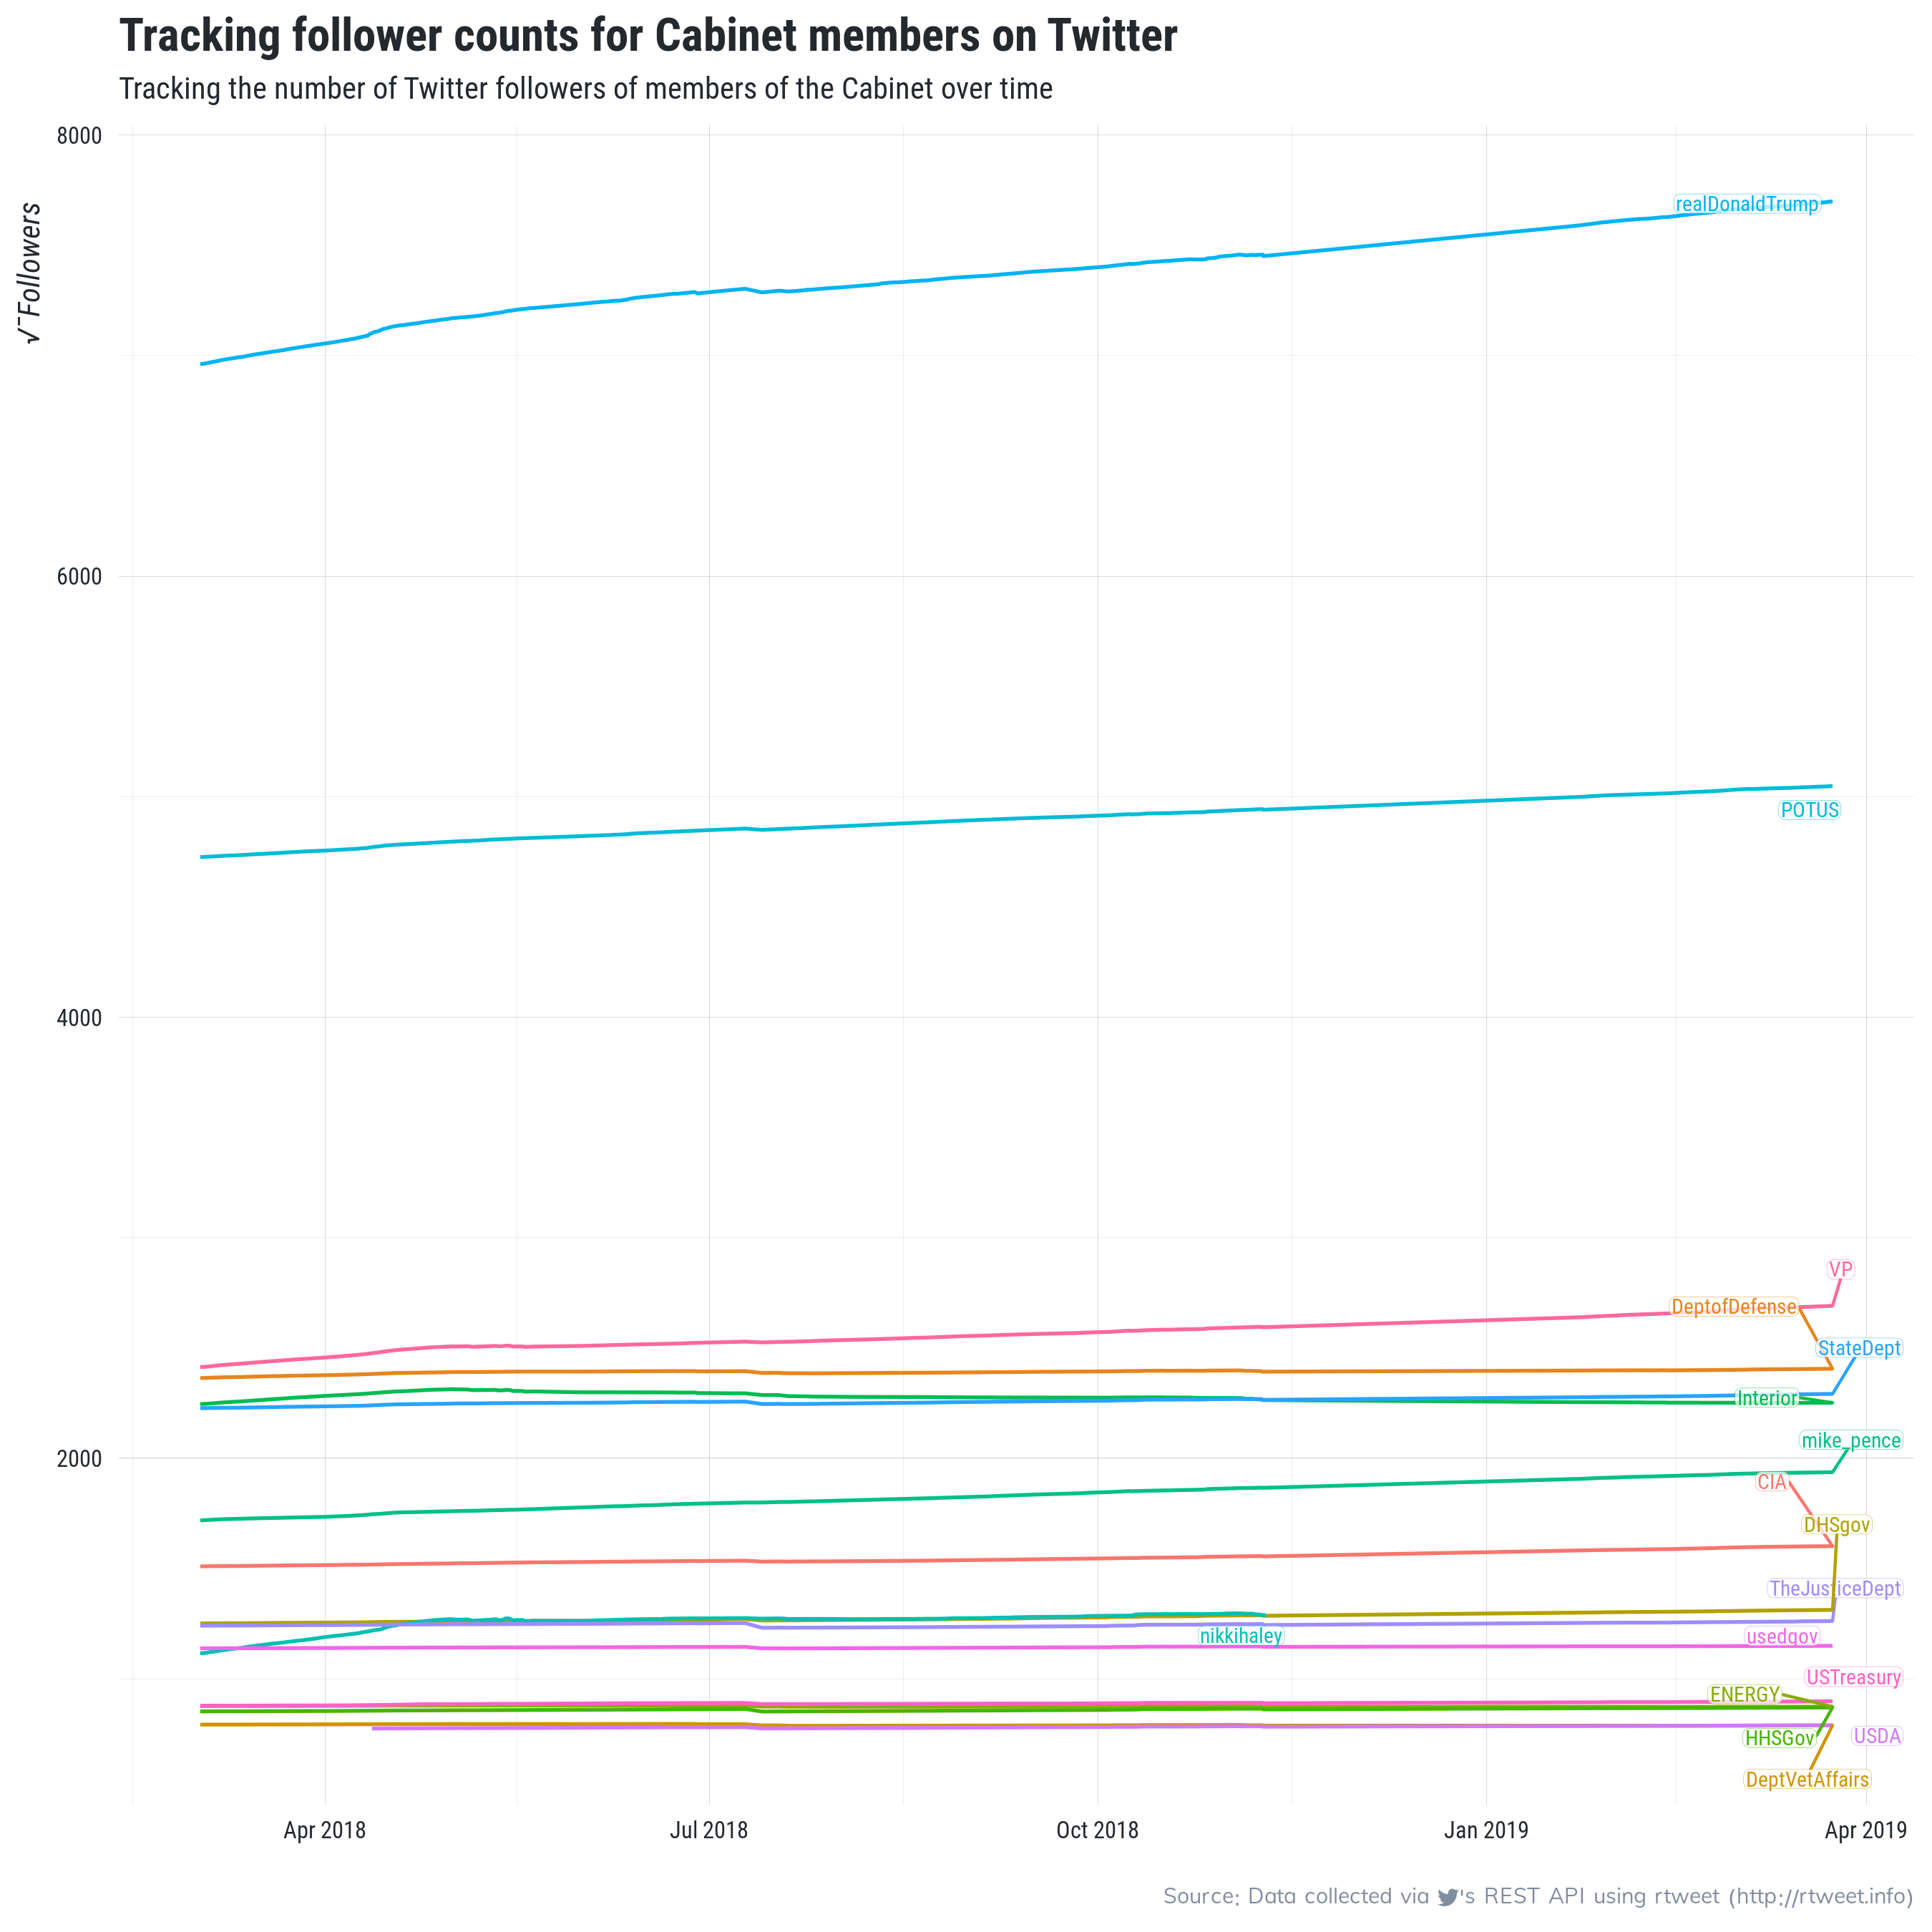 Tracking follower counts for Cabinet members on Twitter
Tracking the number of Twitter followers of members of the Cabinet over time
√¯Followers
8000
6000
4000
2000
realDonaldTrump
POTUS
VP
DeptofDefense
StateDept
Interior
mike_pence
CIA
DHSgov
TheJusticeDept
nikkihaley
usedgov
USTreasury
ENERGY
HHSGov
USDA
DeptVetAffairs
Apr 2018
Jul 2018
Oct 2018
Jan 2019
Apr 2019
Source: Data collected via 's REST API using rtweet (http://rtweet.info)